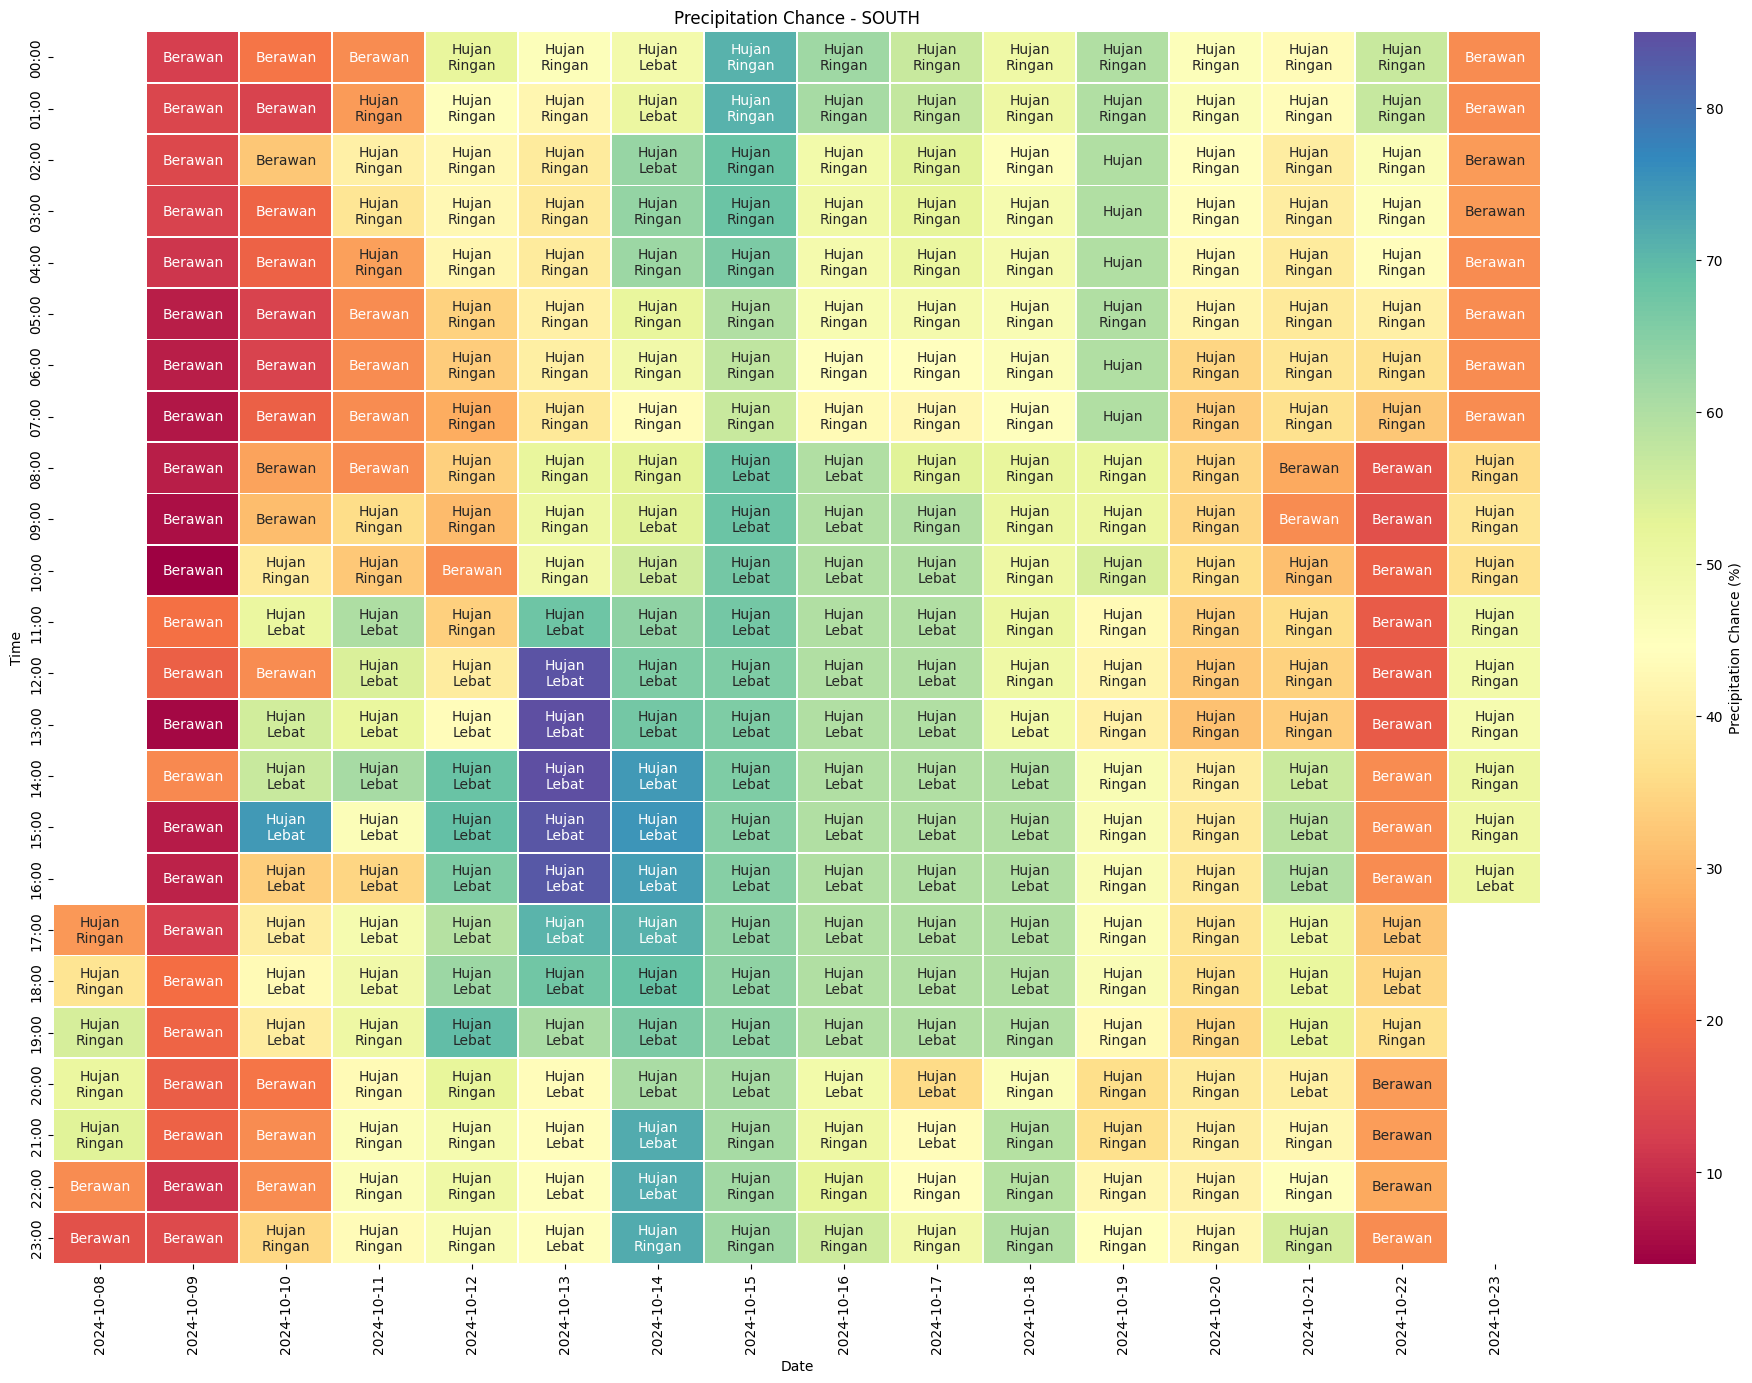 Precipitation Chance - SOUTH
00:00 Berawan Berawan Berawan Hujan Ringan Hujan Ringan Hujan Lebat Hujan Ringan Hujan Ringan Hujan Ringan Hujan Ringan Hujan Ringan Hujan Ringan Hujan Ringan Hujan Ringan Berawan
01:00 Berawan Berawan Hujan Ringan Hujan Ringan Hujan Ringan Hujan Lebat Hujan Ringan Hujan Ringan Hujan Ringan Hujan Ringan Hujan Ringan Hujan Ringan Hujan Ringan Hujan Ringan Berawan
02:00 Berawan Berawan Hujan Ringan Hujan Ringan Hujan Ringan Hujan Lebat Hujan Ringan Hujan Ringan Hujan Ringan Hujan Ringan Hujan Hujan Ringan Hujan Ringan Hujan Ringan Berawan
03:00 Berawan Berawan Hujan Ringan Hujan Ringan Hujan Ringan Hujan Ringan Hujan Ringan Hujan Ringan Hujan Ringan Hujan Ringan Hujan Hujan Ringan Hujan Ringan Hujan Ringan Berawan
04:00 Berawan Berawan Hujan Ringan Hujan Ringan Hujan Ringan Hujan Ringan Hujan Ringan Hujan Ringan Hujan Ringan Hujan Ringan Hujan Hujan Ringan Hujan Ringan Hujan Ringan Berawan
05:00 Berawan Berawan Berawan Hujan Ringan Hujan Ringan Hujan Ringan Hujan Ringan Hujan Ringan Hujan Ringan Hujan Ringan Hujan Ringan Hujan Ringan Hujan Ringan Hujan Ringan Berawan
06:00 Berawan Berawan Berawan Hujan Ringan Hujan Ringan Hujan Ringan Hujan Ringan Hujan Ringan Hujan Ringan Hujan Ringan Hujan Hujan Ringan Hujan Ringan Hujan Ringan Berawan
07:00 Berawan Berawan Berawan Hujan Ringan Hujan Ringan Hujan Ringan Hujan Ringan Hujan Ringan Hujan Ringan Hujan Ringan Hujan Hujan Ringan Hujan Ringan Hujan Ringan Berawan
08:00 Berawan Berawan Berawan Hujan Ringan Hujan Ringan Hujan Ringan Hujan Lebat Hujan Lebat Hujan Ringan Hujan Ringan Hujan Ringan Hujan Ringan Berawan Berawan Hujan Ringan
09:00 Berawan Berawan Hujan Ringan Hujan Ringan Hujan Ringan Hujan Lebat Hujan Lebat Hujan Lebat Hujan Ringan Hujan Ringan Hujan Ringan Hujan Ringan Berawan Berawan Hujan Ringan
10:00 Berawan Hujan Ringan Hujan Ringan Berawan Hujan Ringan Hujan Lebat Hujan Lebat Hujan Lebat Hujan Lebat Hujan Ringan Hujan Ringan Hujan Ringan Hujan Ringan Berawan Hujan Ringan
11:00 Berawan Hujan Lebat Hujan Lebat Hujan Ringan Hujan Lebat Hujan Lebat Hujan Lebat Hujan Lebat Hujan Lebat Hujan Ringan Hujan Ringan Hujan Ringan Hujan Ringan Berawan Hujan Ringan
12:00 Berawan Berawan Hujan Lebat Hujan Lebat Hujan Lebat Hujan Lebat Hujan Lebat Hujan Lebat Hujan Lebat Hujan Ringan Hujan Ringan Hujan Ringan Hujan Ringan Berawan Hujan Ringan
13:00 Berawan Hujan Lebat Hujan Lebat Hujan Lebat Hujan Lebat Hujan Lebat Hujan Lebat Hujan Lebat Hujan Lebat Hujan Lebat Hujan Ringan Hujan Ringan Hujan Ringan Berawan Hujan Ringan
14:00 Berawan Hujan Lebat Hujan Lebat Hujan Lebat Hujan Lebat Hujan Lebat Hujan Lebat Hujan Lebat Hujan Lebat Hujan Lebat Hujan Ringan Hujan Ringan Hujan Lebat Berawan Hujan Ringan
15:00 Berawan Hujan Lebat Hujan Lebat Hujan Lebat Hujan Lebat Hujan Lebat Hujan Lebat Hujan Lebat Hujan Lebat Hujan Lebat Hujan Ringan Hujan Ringan Hujan Lebat Berawan Hujan Ringan
16:00 Berawan Hujan Lebat Hujan Lebat Hujan Lebat Hujan Lebat Hujan Lebat Hujan Lebat Hujan Lebat Hujan Lebat Hujan Lebat Hujan Ringan Hujan Ringan Hujan Lebat Berawan Hujan Lebat
17:00 Hujan Ringan Berawan Hujan Lebat Hujan Lebat Hujan Lebat Hujan Lebat Hujan Lebat Hujan Lebat Hujan Lebat Hujan Lebat Hujan Lebat Hujan Ringan Hujan Ringan Hujan Lebat Hujan Lebat
18:00 Hujan Ringan Berawan Hujan Lebat Hujan Lebat Hujan Lebat Hujan Lebat Hujan Lebat Hujan Lebat Hujan Lebat Hujan Lebat Hujan Lebat Hujan Ringan Hujan Ringan Hujan Lebat Hujan Lebat
19:00 Hujan Ringan Berawan Hujan Lebat Hujan Ringan Hujan Lebat Hujan Lebat Hujan Lebat Hujan Lebat Hujan Lebat Hujan Lebat Hujan Ringan Hujan Ringan Hujan Ringan Hujan Lebat Hujan Ringan
20:00 Hujan Ringan Berawan Berawan Hujan Ringan Hujan Ringan Hujan Lebat Hujan Lebat Hujan Lebat Hujan Lebat Hujan Lebat Hujan Ringan Hujan Ringan Hujan Ringan Hujan Lebat Berawan
21:00 Hujan Ringan Berawan Berawan Hujan Ringan Hujan Ringan Hujan Lebat Hujan Lebat Hujan Ringan Hujan Ringan Hujan Lebat Hujan Ringan Hujan Ringan Hujan Ringan Hujan Ringan Berawan
22:00 Berawan Berawan Berawan Hujan Ringan Hujan Ringan Hujan Lebat Hujan Lebat Hujan Ringan Hujan Ringan Hujan Ringan Hujan Ringan Hujan Ringan Hujan Ringan Hujan Ringan Berawan
23:00 Berawan Berawan Hujan Ringan Hujan Ringan Hujan Ringan Hujan Lebat Hujan Ringan Hujan Ringan Hujan Ringan Hujan Ringan Hujan Ringan Hujan Ringan Hujan Ringan Hujan Ringan Berawan
Time
2024-10-08 2024-10-09 2024-10-10 2024-10-11 2024-10-12 2024-10-13 2024-10-14 2024-10-15 2024-10-16 2024-10-17 2024-10-18 2024-10-19 2024-10-20 2024-10-21 2024-10-22 2024-10-23
Date
80
70
60
50
40
30
20
10
Precipitation Chance (%)